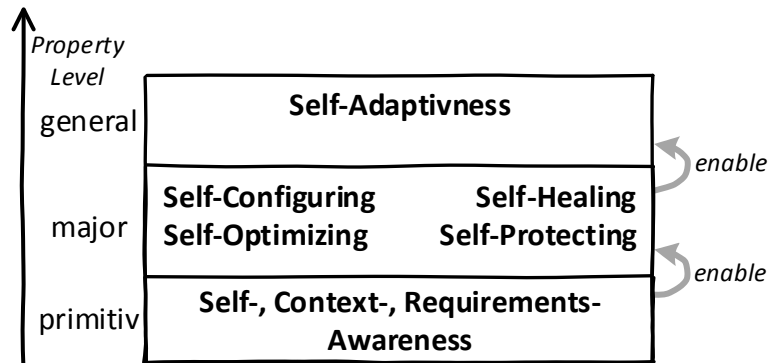 Property
Level
general
Self-Adaptivness
enable
major
Self-Configuring Self-Healing
Self-Optimizing Self-Protecting
enable
primitiv
Self-, Context-, Requirements-
Awareness